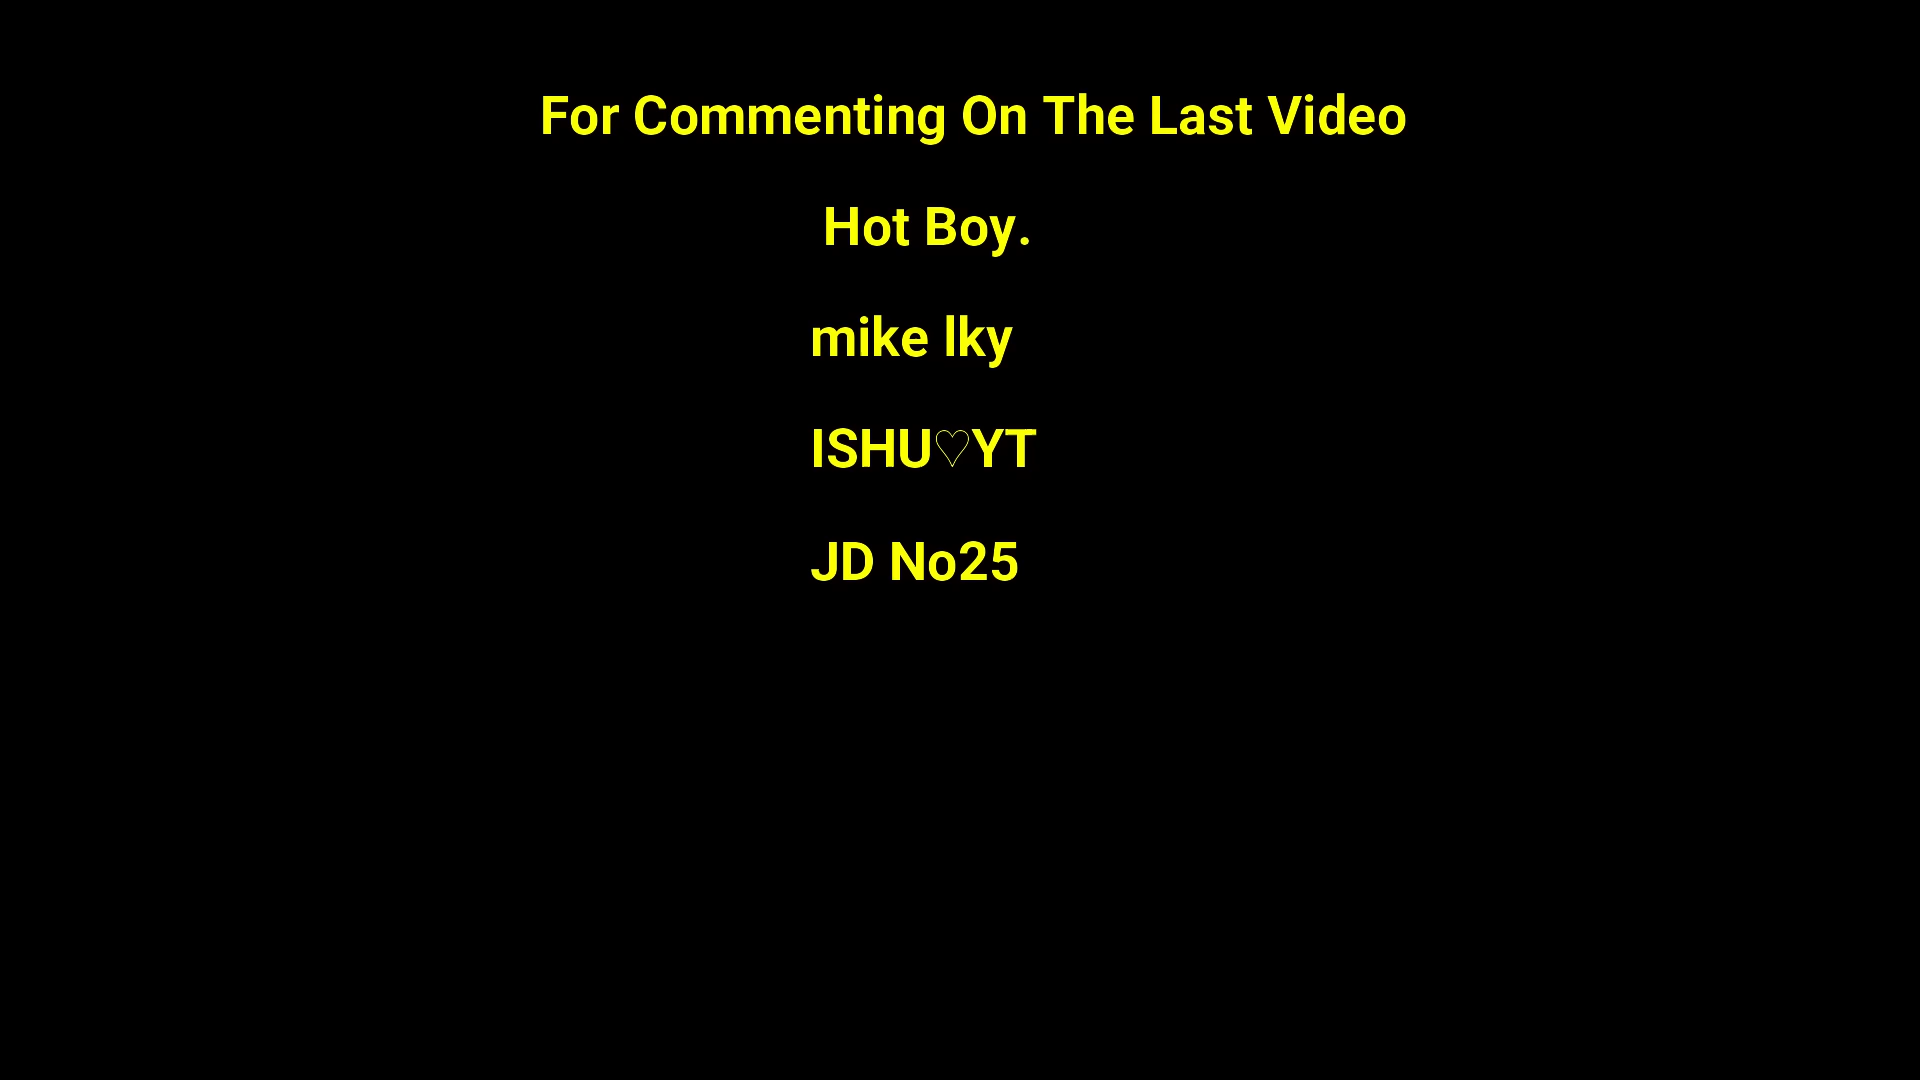 For Commenting On The Last Video
Hot Boy.
mike lky
ISHU♡YT
JD No25